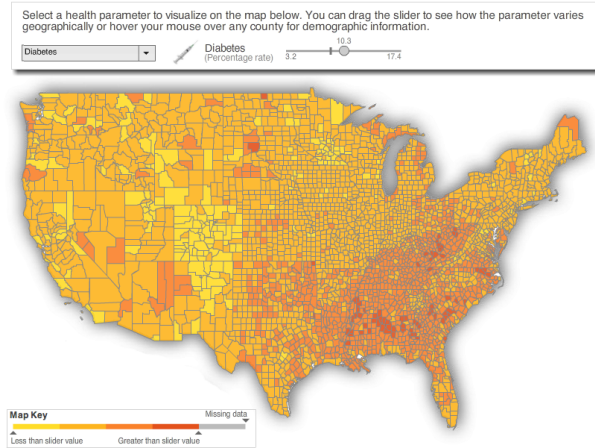 Select a health parameter to visualize on the map below. You can drag the slider to see how the parameter varies
geographically or hover your mouse over any county for demographic information.
10.3
Diabetes
Diabetes
(Percentage rate)
3.2
17.4
Map Key
Missing data
Less than slider value
Greater than slider value